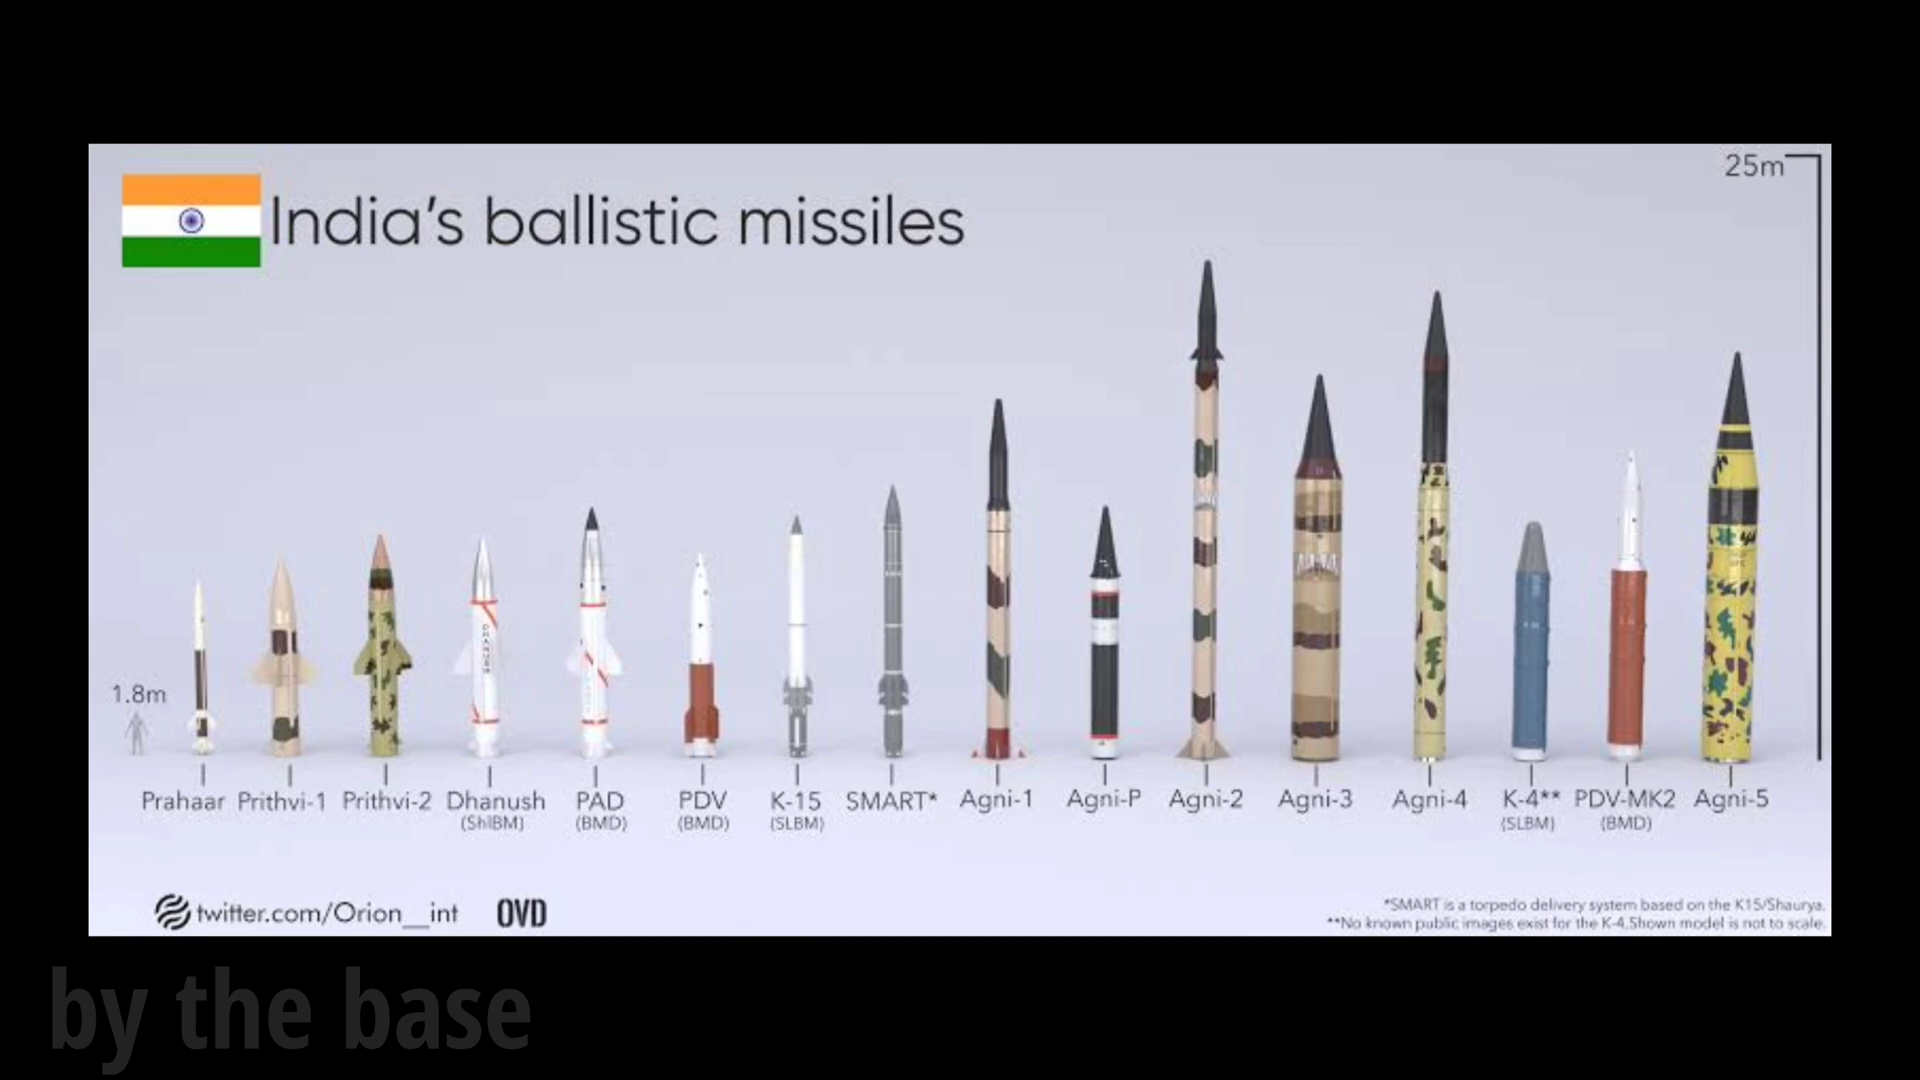 25m
India's ballistic missiles
1.8m
Prahaar Prithvi-1 Prithvi-2 Dhanush PAD PDV K-15 SMART* Agni-1 Agni-P Agni-2 Agni-3 Agni-4 K-4** PDV-MK2 Agni-5
(ShlBM) (BMD) (BMD) (SLBM) (SLBM) (BMD)
DHANUSH
twitter.com/Orion__int OVD
*SMART is a torpedo delivery system based on the K15/Shaurya.
**No known public images exist for the K-4,Shown model is not to scale.
by the base